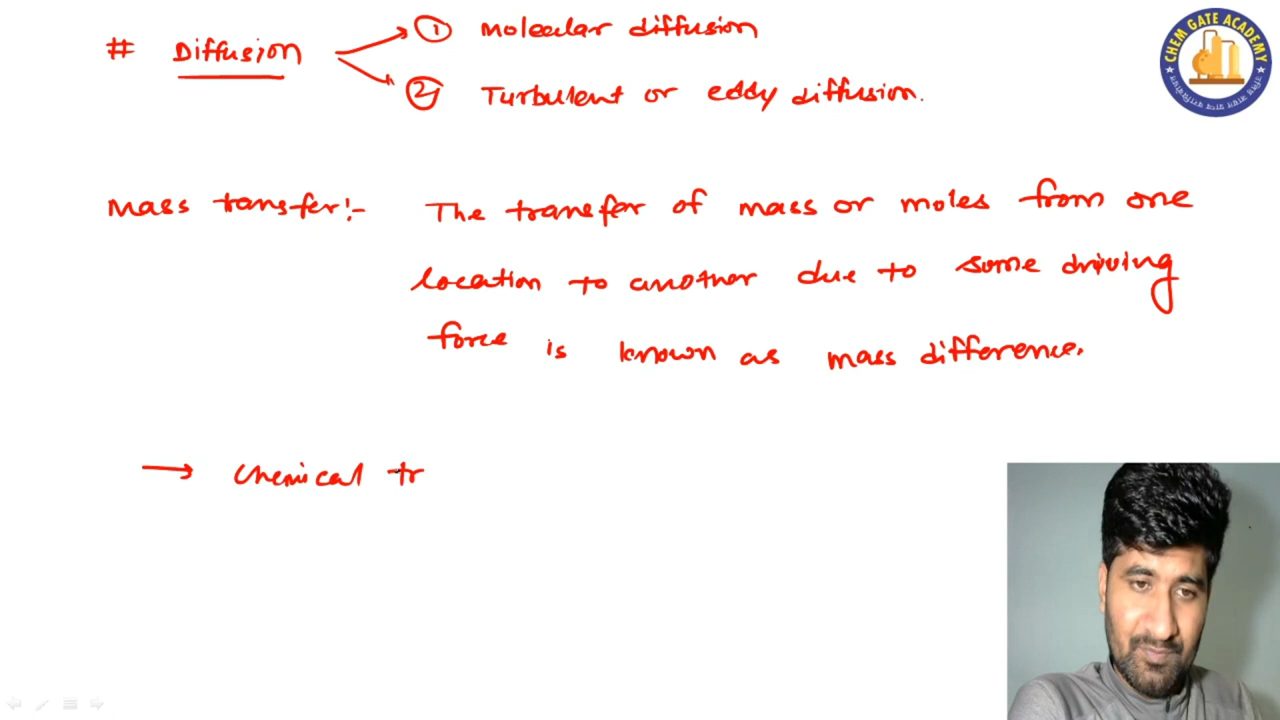 # Diffusion
① Molecular diffusion
② Turbulent or eddy diffusion.
Mass transfer:- The transfer of mass or moles from one
location to another due to some driving
force is known as mass difference.
→ Chemical tr
CHEM GATE ACADEMY